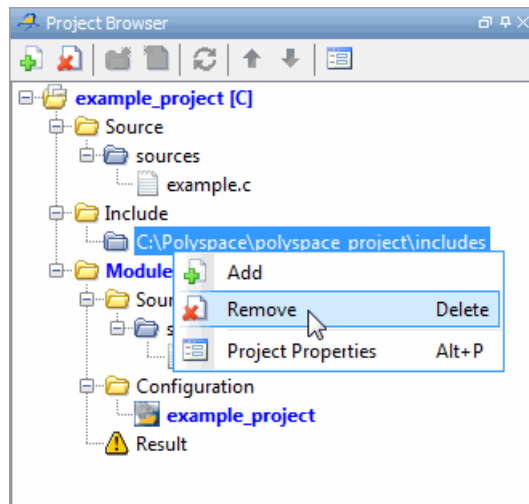 Project Browser
example_project [C]
Source
sources
example.c
Include
C:\Polyspace\polyspace_project\includes
Module
Add
Sour
Remove Delete
s
Project Properties Alt+P
Configuration
example_project
Result